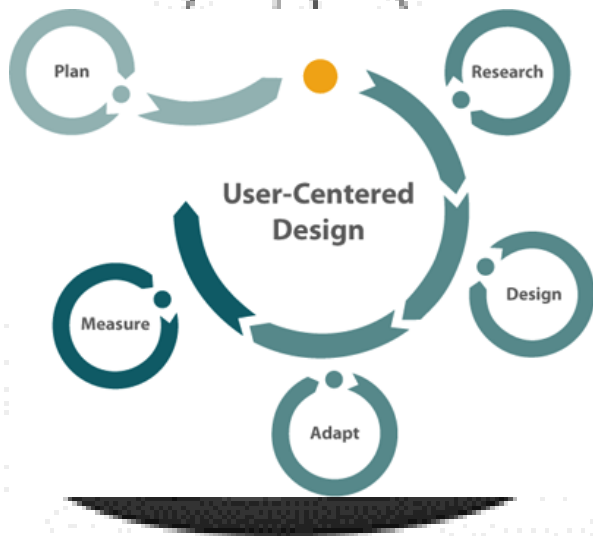 Plan
Research
User-Centered
Design
Design
Measure
Adapt